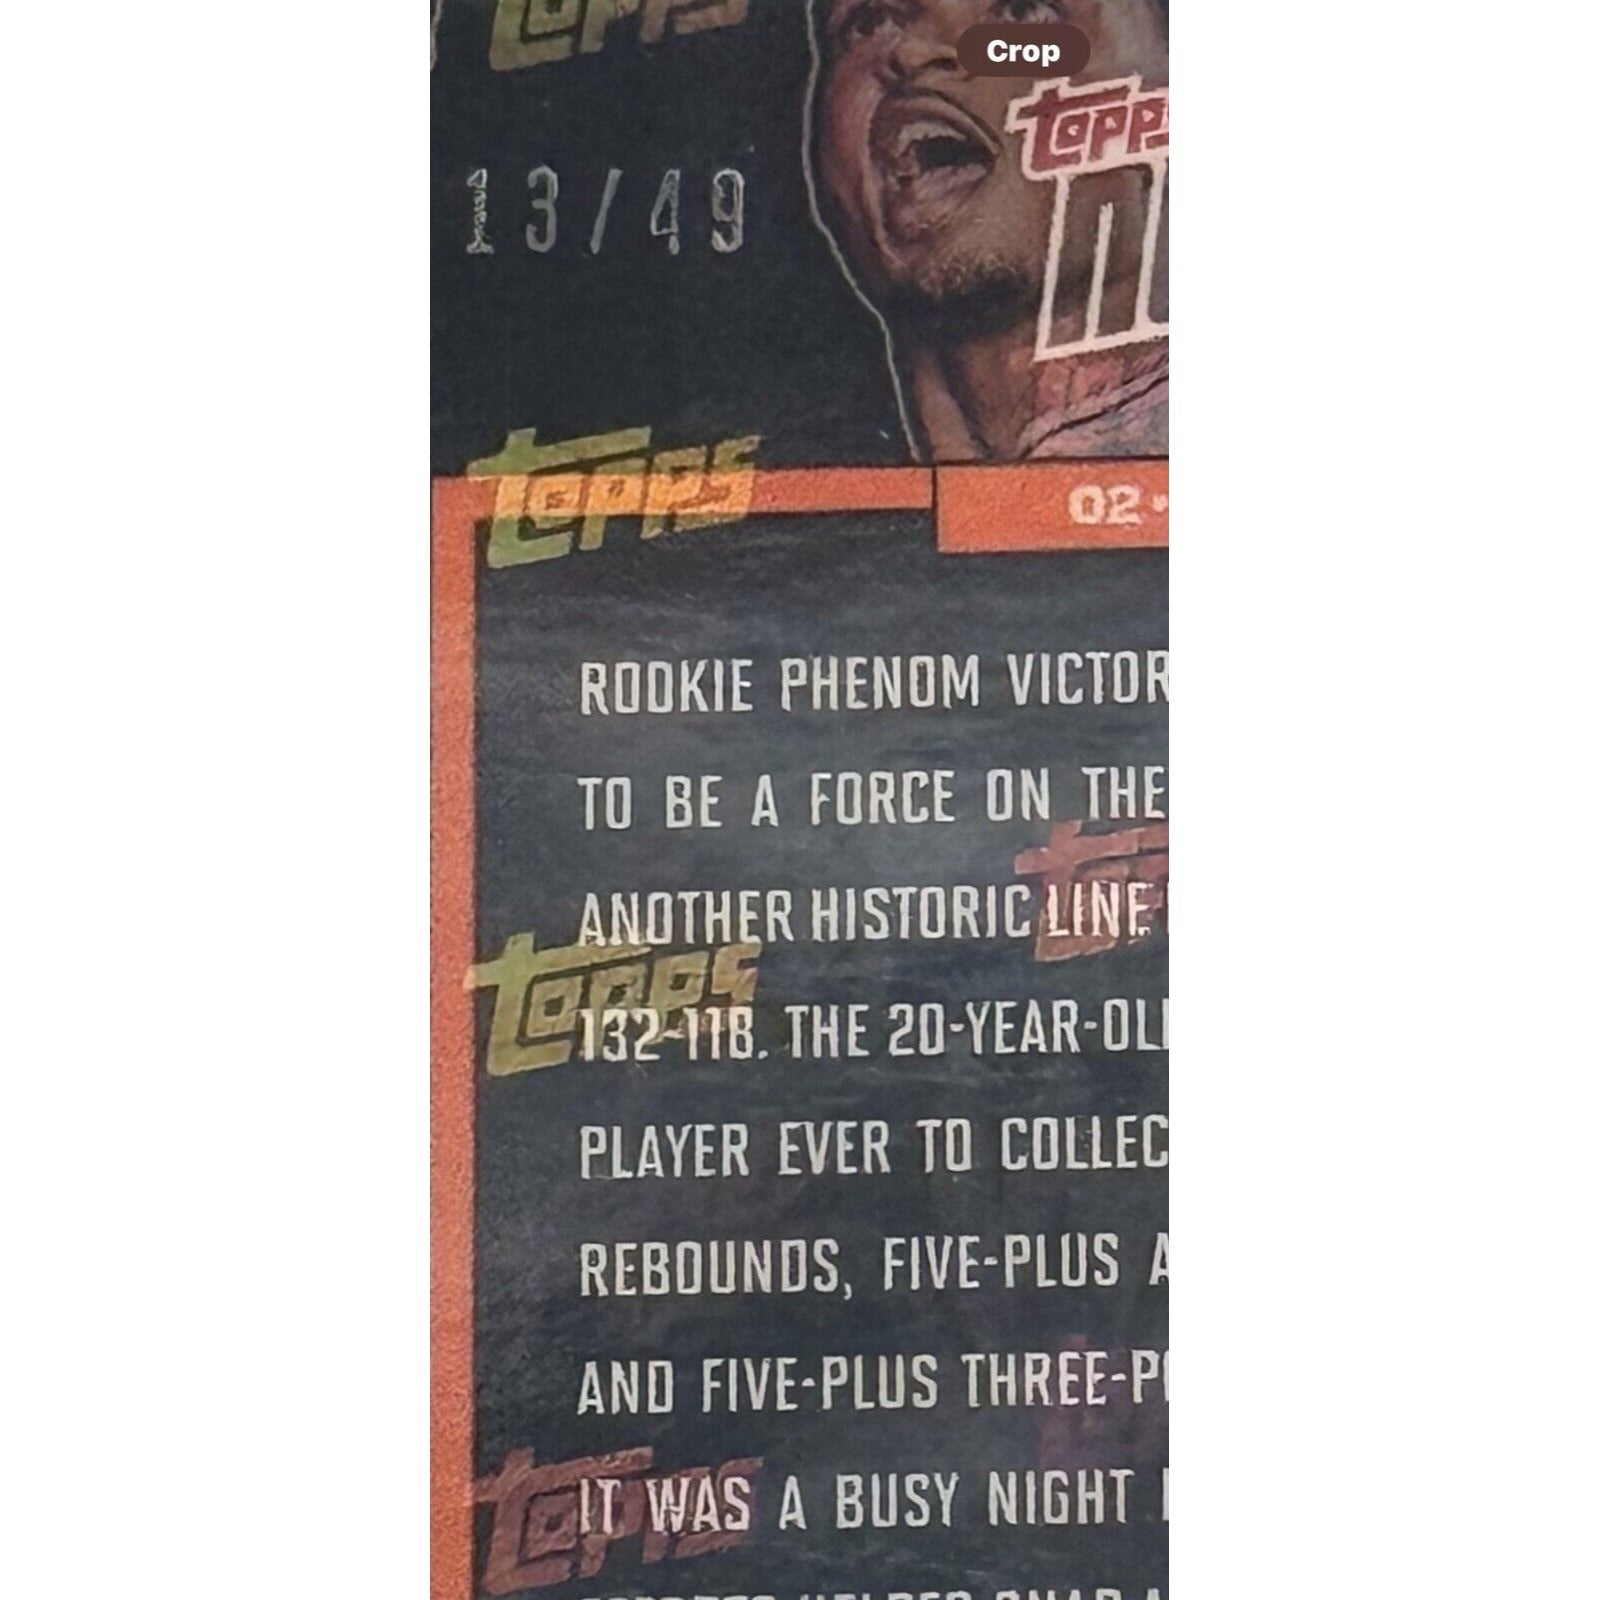 Topps
Crop
Topps
13/49
Topps
02-
ROOKIE PHENOM VICTOR
TO BE A FORCE ON THE
ANOTHER HISTORIC LINE
Topps
132-118. THE 20-YEAR-OL
PLAYER EVER TO COLLEC
REBOUNDS, FIVE-PLUS A
AND FIVE-PLUS THREE-P
Topps
IT WAS A BUSY NIGHT